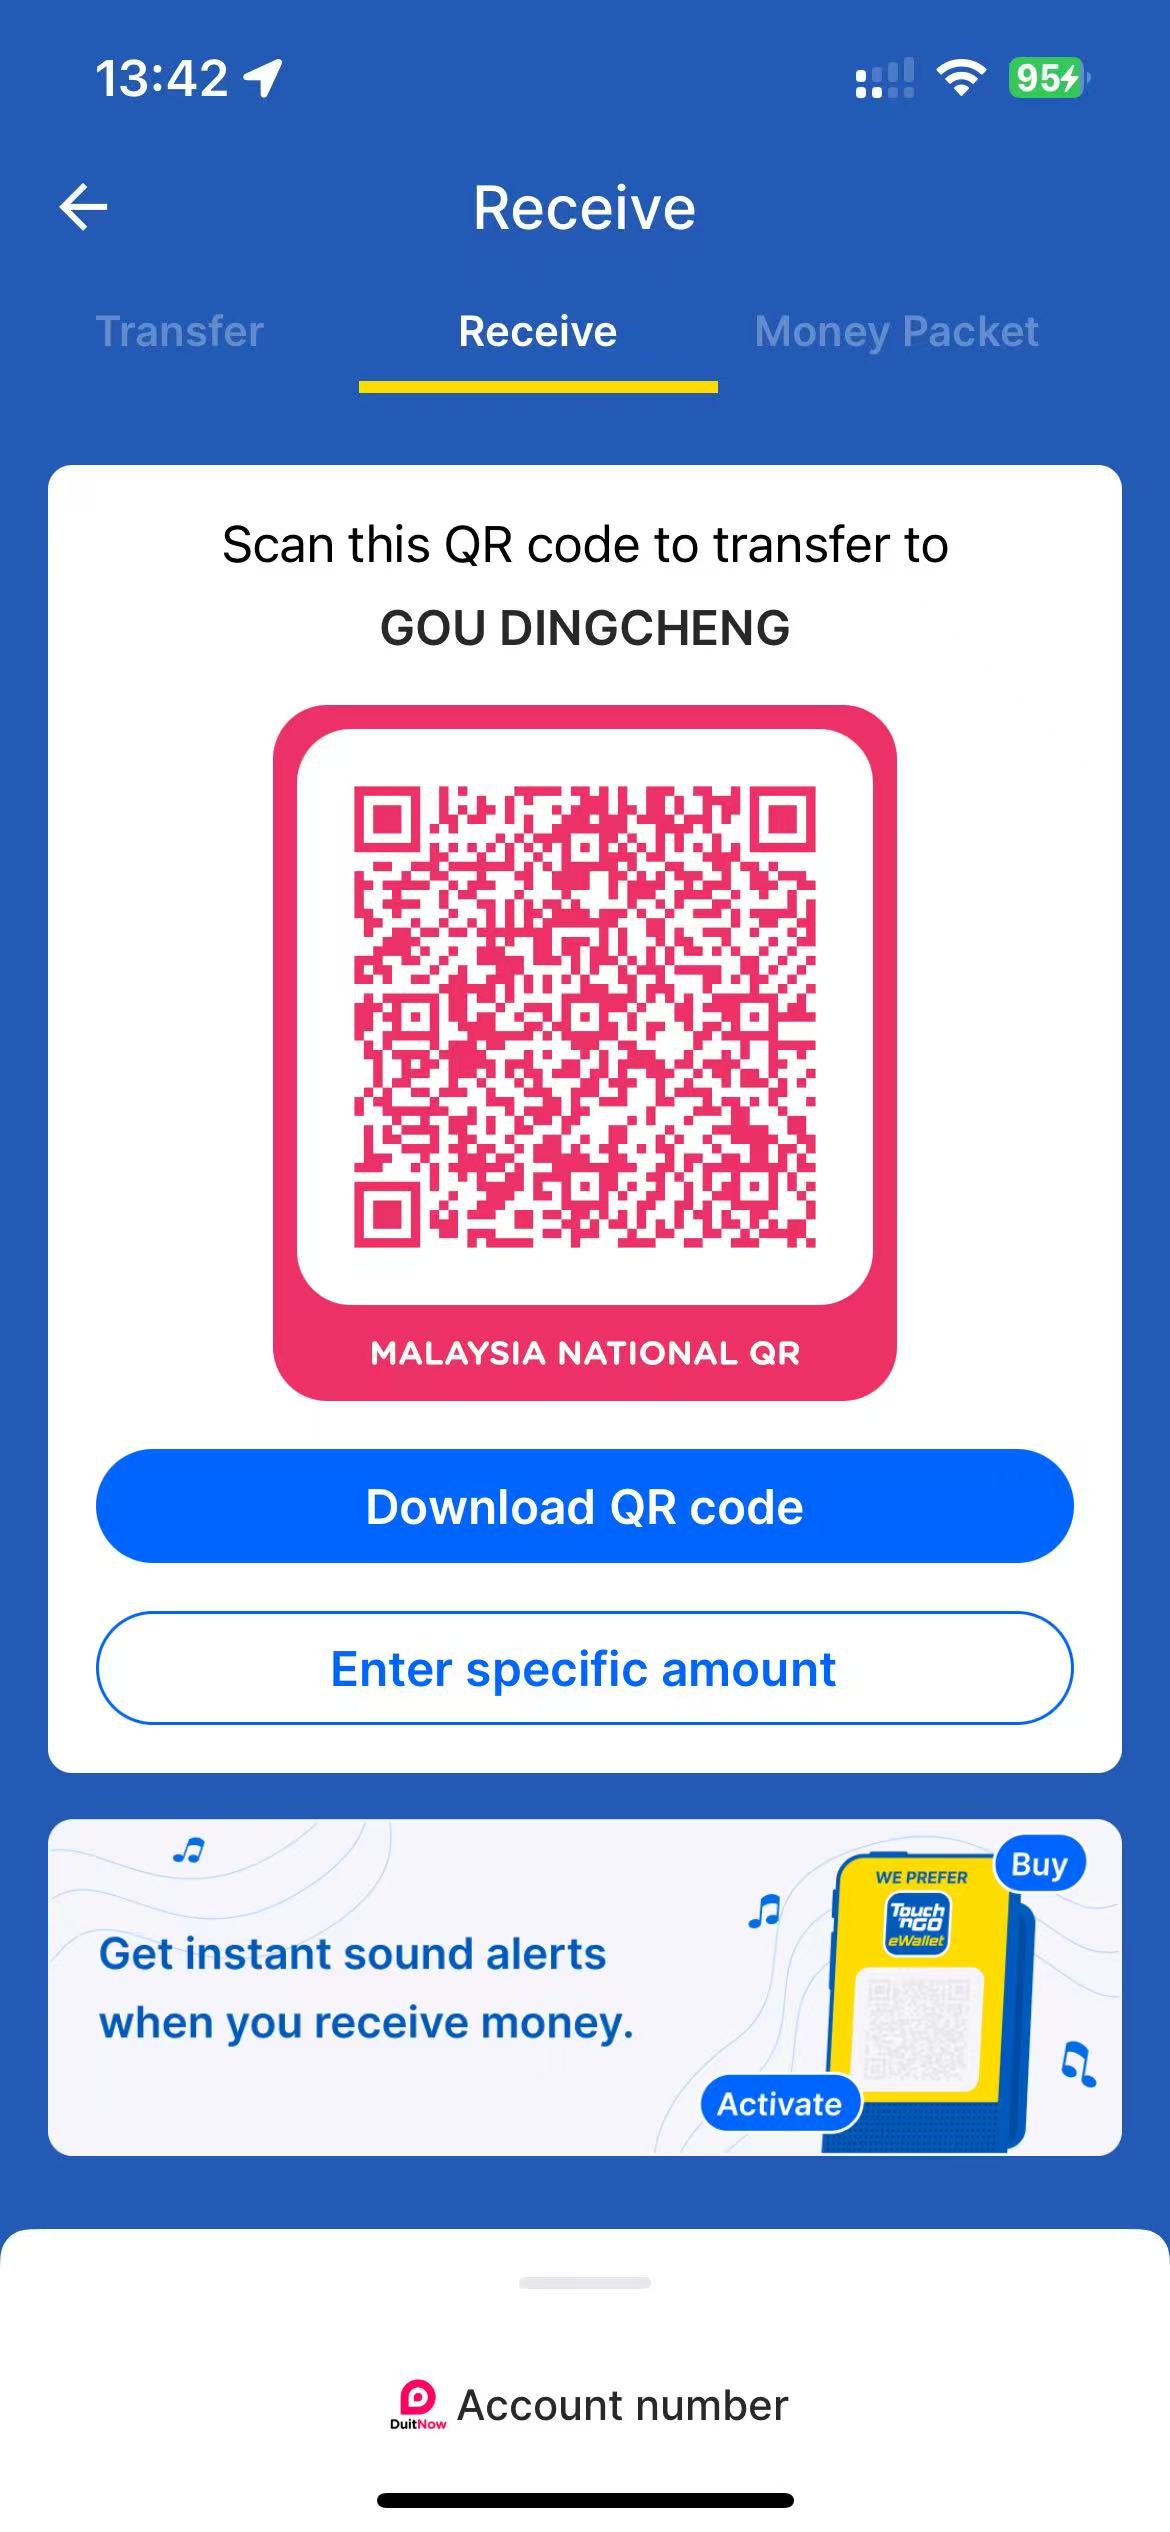 13:42
95
Receive
Transfer
Receive
Money Packet
Scan this QR code to transfer to
GOU DINGCHENG
MALAYSIA NATIONAL QR
Download QR code
Enter specific amount
Get instant sound alerts
when you receive money.
WE PREFER
Touch
'nGO
eWallet
Buy
Activate
DuitNow
Account number